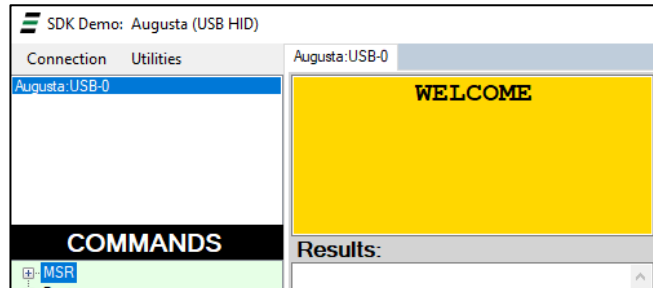 SDK Demo: Augusta (USB HID)
Connection Utilities
Augusta:USB-0
Augusta:USB-0
WELCOME
COMMANDS
Results:
MSR